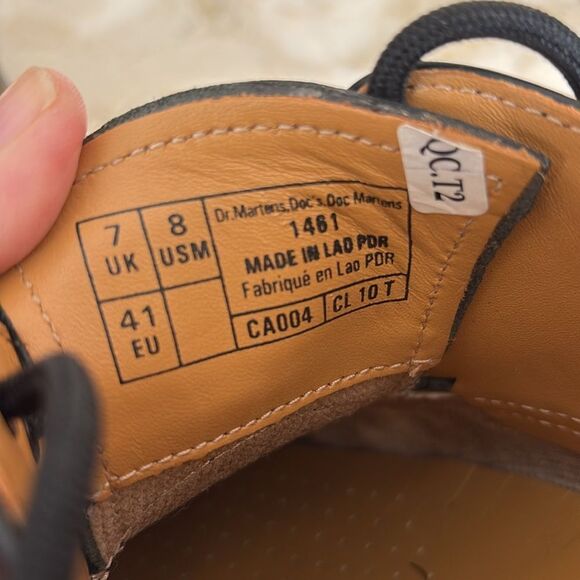 7 UK
8 USM
41 EU
Dr.Martens.Doc's.Doc Martens
1461
MADE IN LAO PDR
Fabriqué en Lao PDR
CA004
CL 10 T
QC.T2